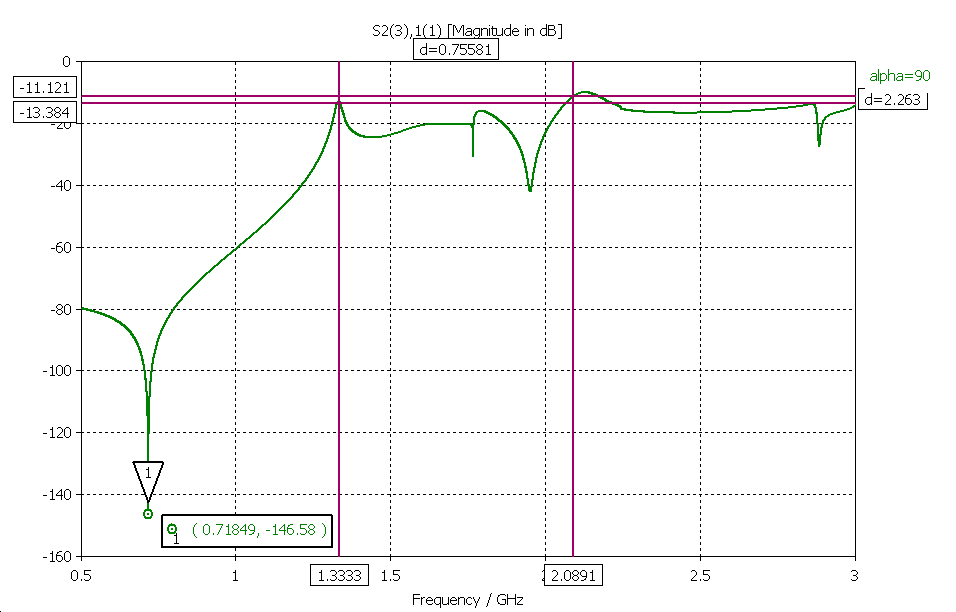 S2(3),1(1) [Magnitude in dB]
d=0.75581
0
alpha=90
-11.121
d=2.263
-13.384
-20
-40
-60
-80
-100
-120
1
-140
1 ( 0.71849, -146.58 )
-160
0.5 1 1.3333 1.5 2.0891 2.5 3
Frequency / GHz